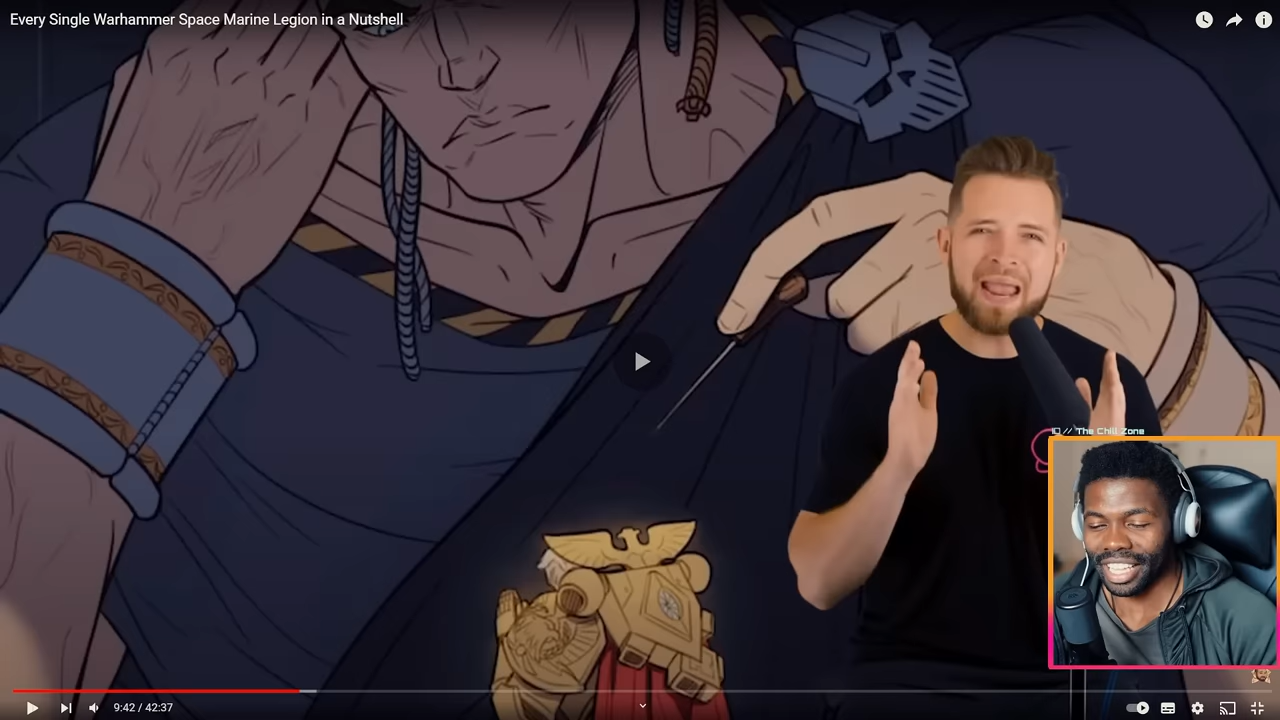 Every Single Warhammer Space Marine Legion in a Nutshell
// The Chill Zone
9:42 / 42:37